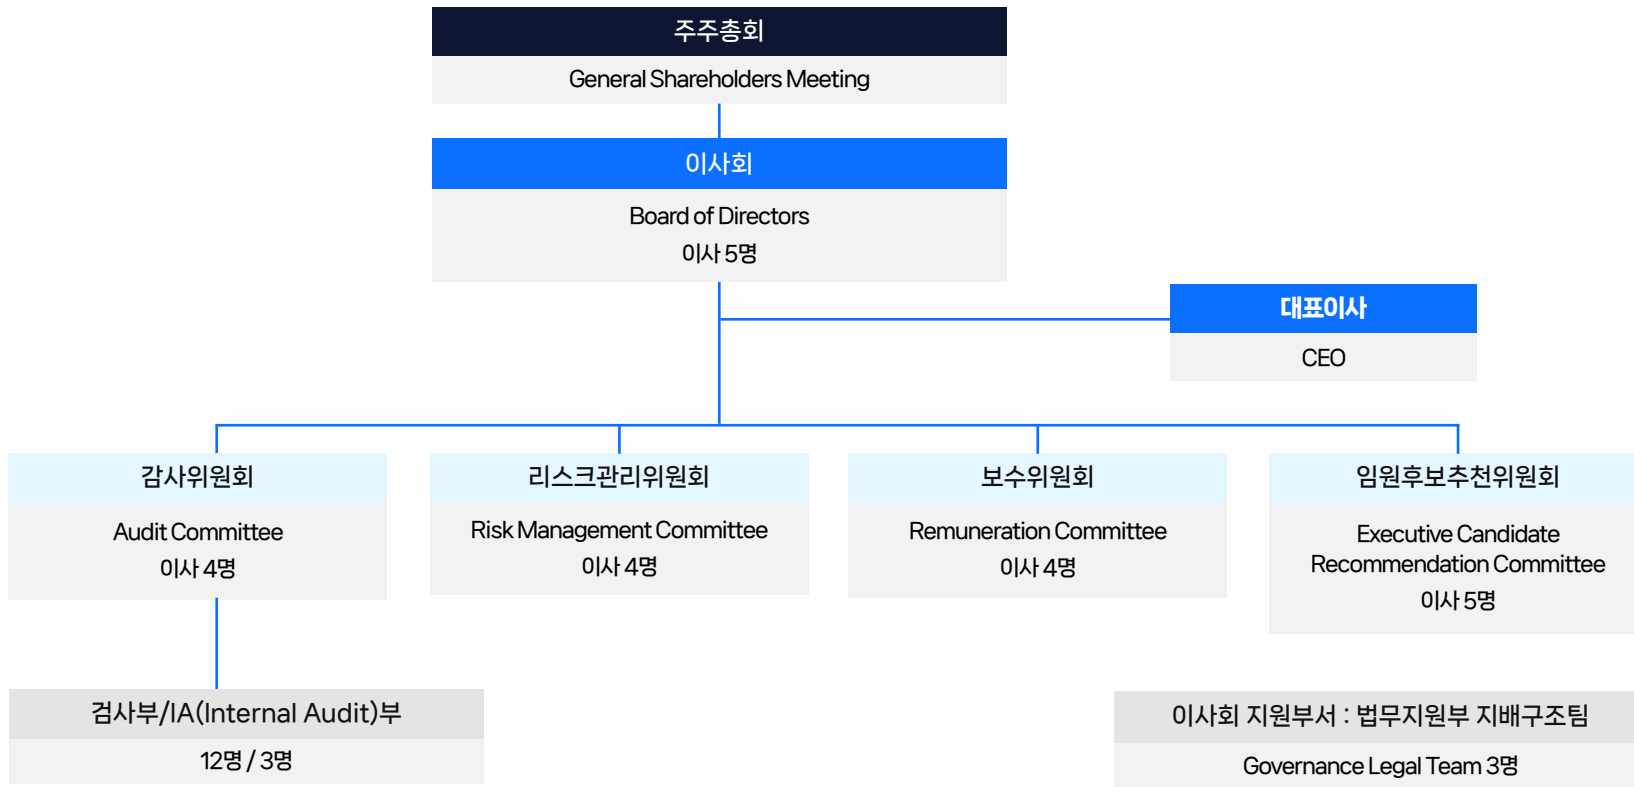 주주총회
General Shareholders Meeting
이사회
Board of Directors
이사 5명
대표이사
CEO
감사위원회
Audit Committee
이사 4명
리스크관리위원회
Risk Management Committee
이사 4명
보수위원회
Remuneration Committee
이사 4명
임원후보추천위원회
Executive Candidate
Recommendation Committee
이사 5명
검사부/IA(Internal Audit)부
12명 / 3명
이사회 지원부서 : 법무지원부 지배구조팀
Governance Legal Team 3명